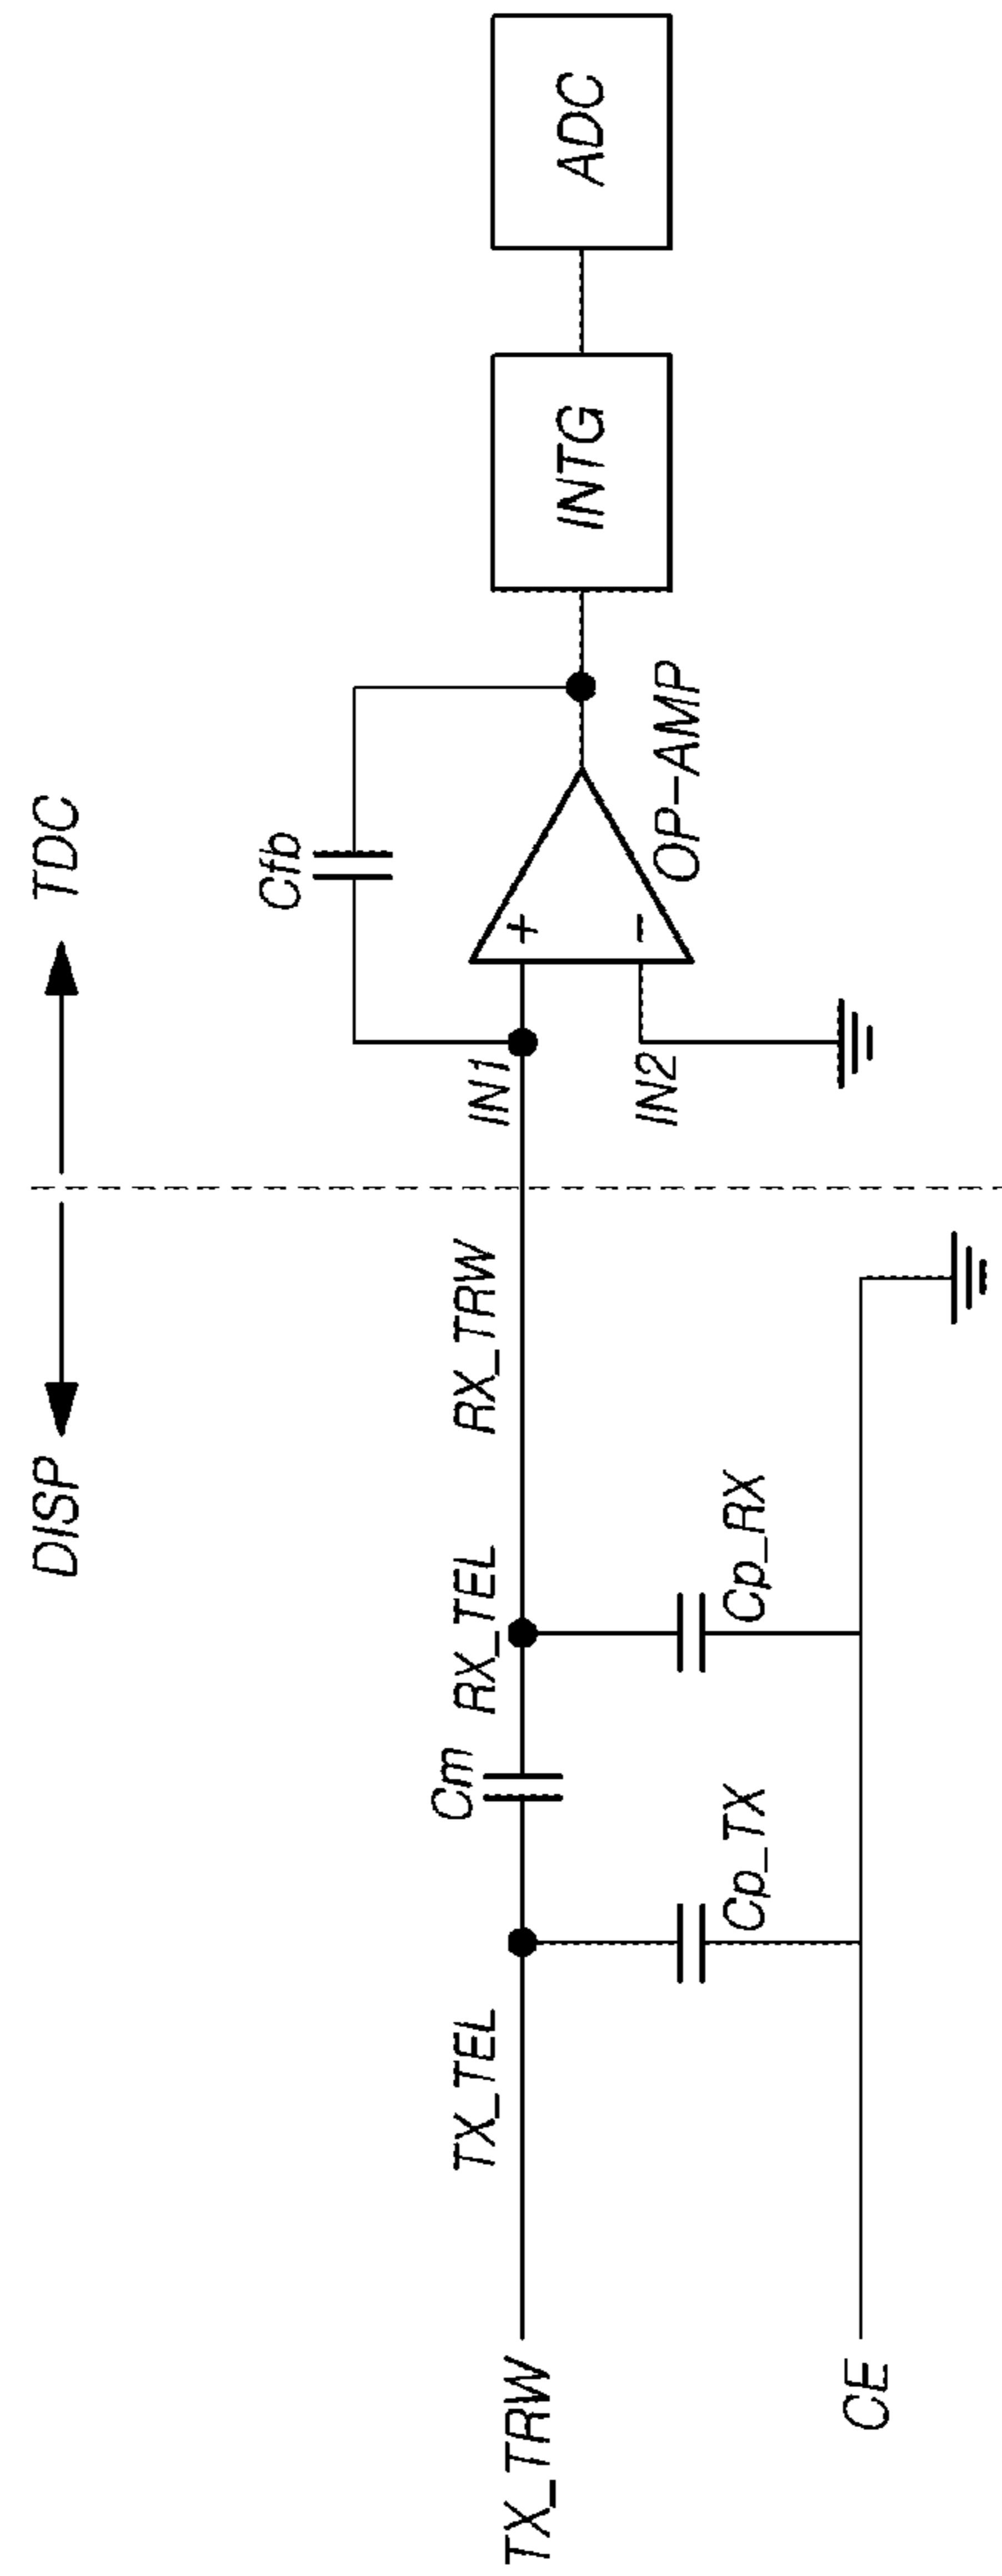 DISP
TDC
Cfb
TX_TEL
Cm
RX_TEL
RX_TRW
IN1
+
TX_TRW
INTG
ADC
IN2
−
OP-AMP
Cp_TX
Cp_RX
CE